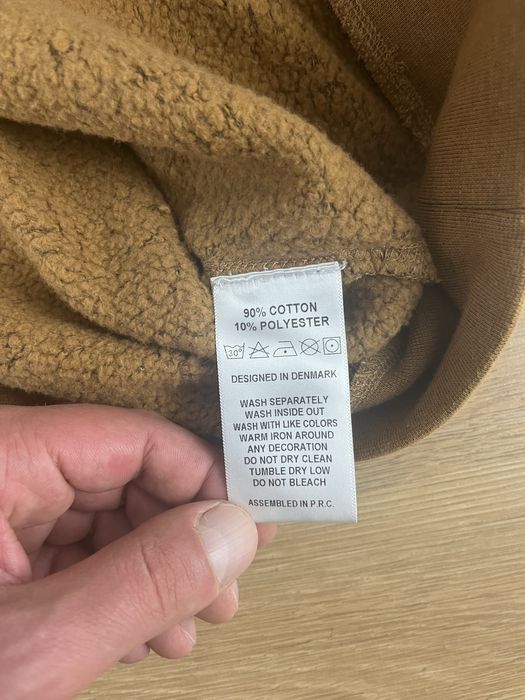 90% COTTON
10% POLYESTER
30°
DESIGNED IN DENMARK
WASH SEPARATELY
WASH INSIDE OUT
WASH WITH LIKE COLORS
WARM IRON AROUND
ANY DECORATION
DO NOT DRY CLEAN
TUMBLE DRY LOW
DO NOT BLEACH
ASSEMBLED IN P.R.C.